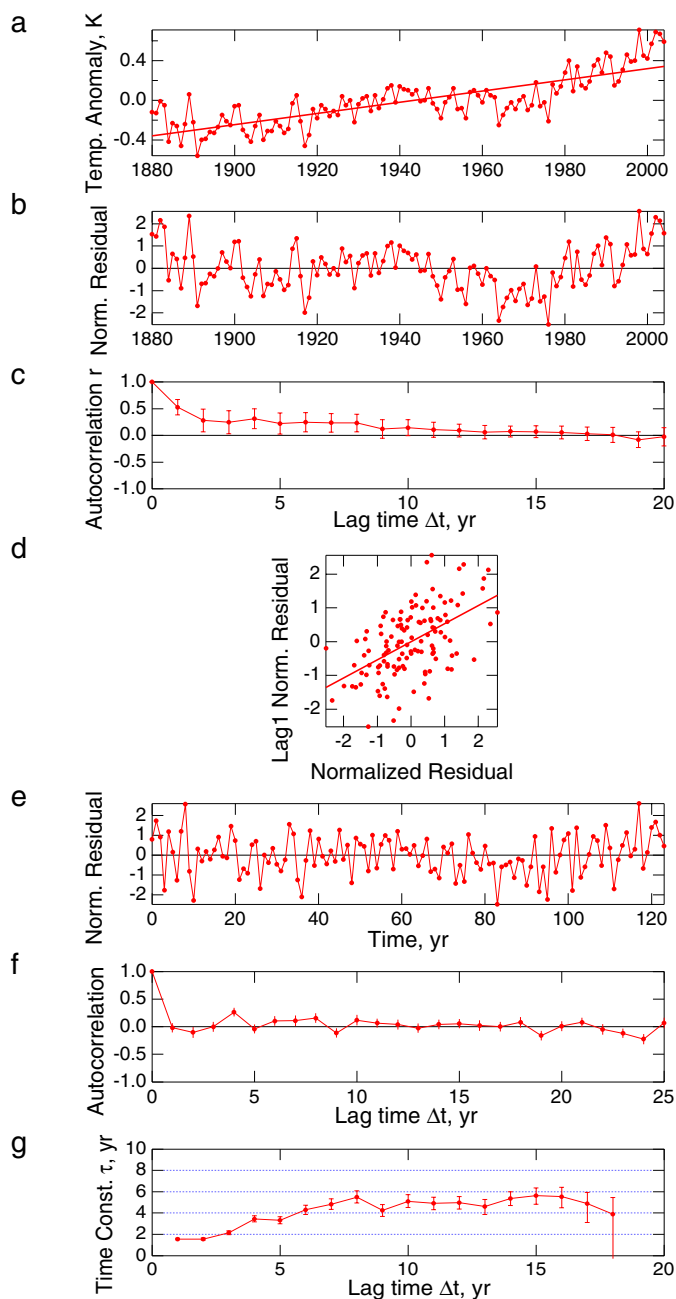 a
Temp. Anomaly, K
0.4
0.0
-0.4
1880 1900 1920 1940 1960 1980 2000
b
Norm. Residual
2
1
0
-1
-2
1880 1900 1920 1940 1960 1980 2000
c
Autocorrelation r
1.0
0.5
0.0
-0.5
-1.0
0 5 10 15 20
Lag time Δt, yr
d
Lag1 Norm. Residual
2
1
0
-1
-2
-2 -1 0 1 2
Normalized Residual
e
Norm. Residual
2
1
0
-1
-2
0 20 40 60 80 100 120
Time, yr
f
Autocorrelation
1.0
0.5
0.0
-0.5
-1.0
0 5 10 15 20 25
Lag time Δt, yr
g
Time Const. τ, yr
10
8
6
4
2
0
0 5 10 15 20
Lag time Δt, yr